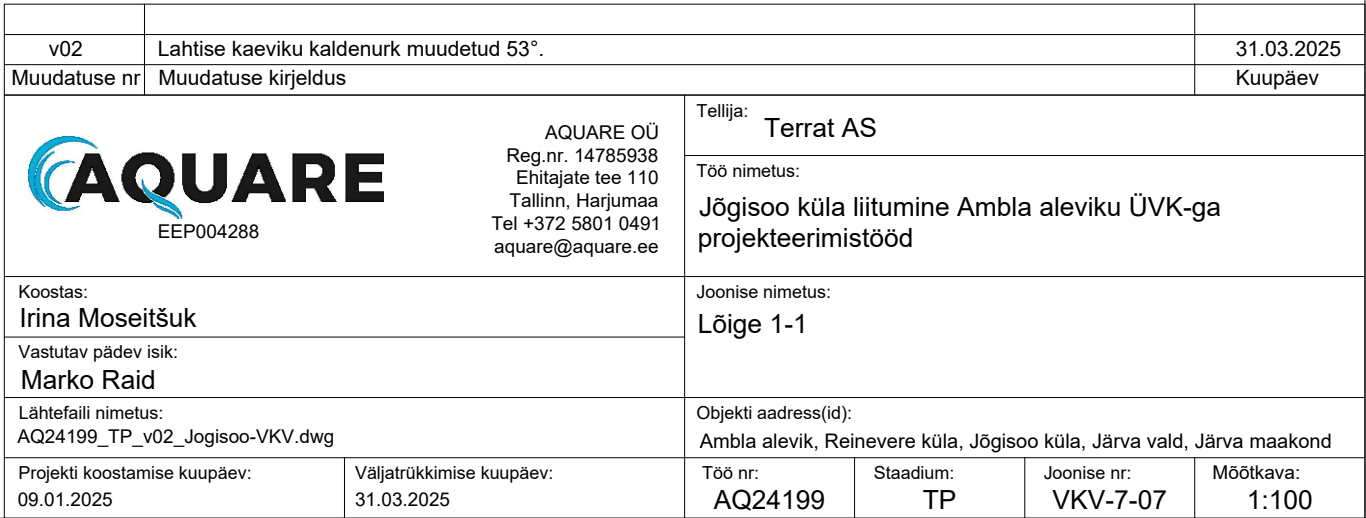 v02 Lahtise kaeviku kaldenurk muudetud 53°. 31.03.2025
Muudatuse nr Muudatuse kirjeldus Kuupäev
AQUARE
EEP004288
AQUARE OÜ
Reg.nr. 14785938
Ehitajate tee 110
Tallinn, Harjumaa
Tel +372 5801 0491
aquare@aquare.ee
Tellija: Terrat AS
Töö nimetus:
Jõgisoo küla liitumine Ambla aleviku ÜVK-ga
projekteerimistööd
Koostas:
Irina Moseitšuk
Vastutav pädev isik:
Marko Raid
Joonise nimetus:
Lõige 1-1
Lähtefaili nimetus:
AQ24199_TP_v02_Jogisoo-VKV.dwg
Objekti aadress(id):
Ambla alevik, Reinevere küla, Jõgisoo küla, Järva vald, Järva maakond
Projekti koostamise kuupäev:
09.01.2025
Väljatrükkimise kuupäev:
31.03.2025
Töö nr:
AQ24199
Staadium:
TP
Joonise nr:
VKV-7-07
Mõõtkava:
1:100